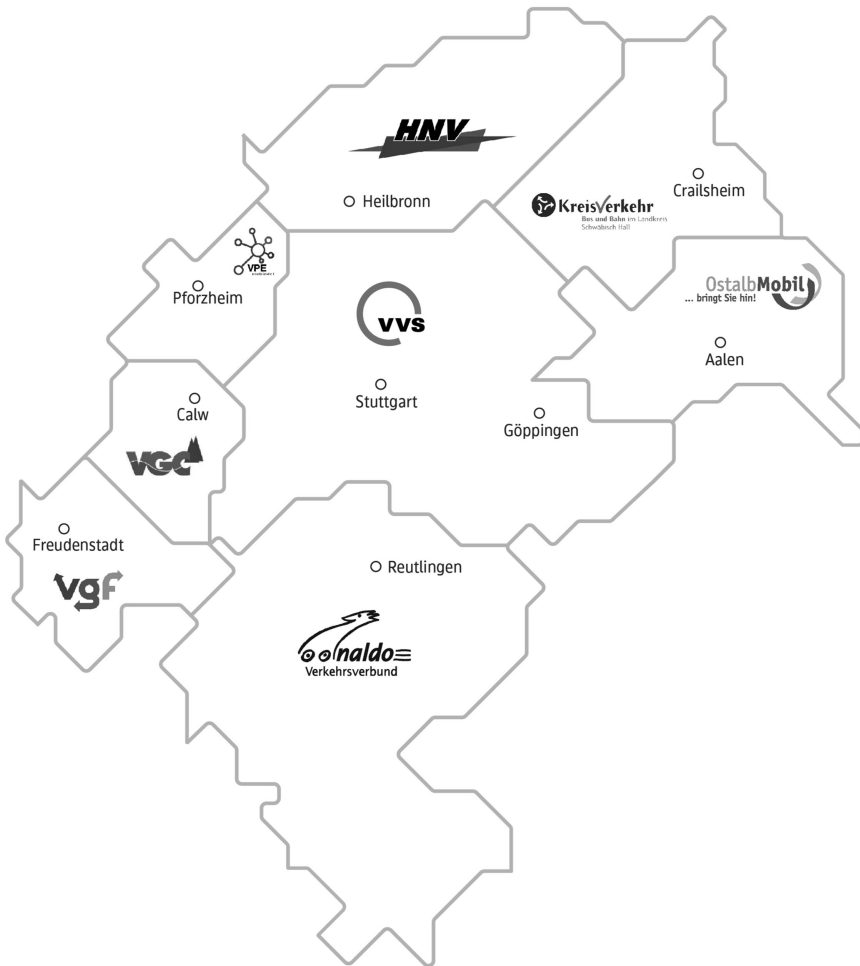 HNV
Heilbronn
Crailsheim
KreisVerkehr
Bus und Bahn im Landkreis
Schwäbisch Hall
VPE
Pforzheim
OstalbMobil
... bringt Sie hin!
Aalen
VVS
Stuttgart
Göppingen
Calw
VGC
Freudenstadt
vgf
Reutlingen
naldo
Verkehrsverbund